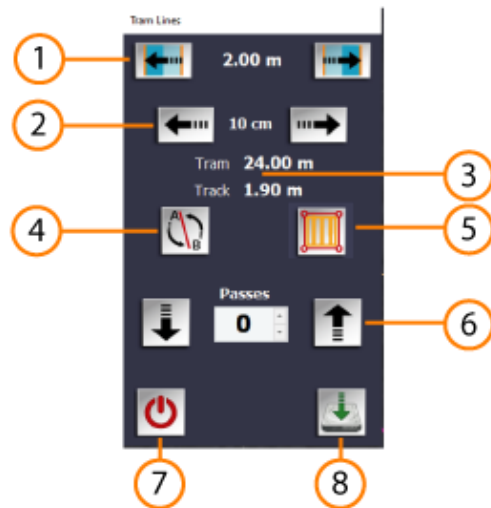 Tram Lines
1
2.00 m
2
10 cm
Tram 24.00 m
3
Track 1.90 m
4
A
B
5
Passes
0
6
7
8